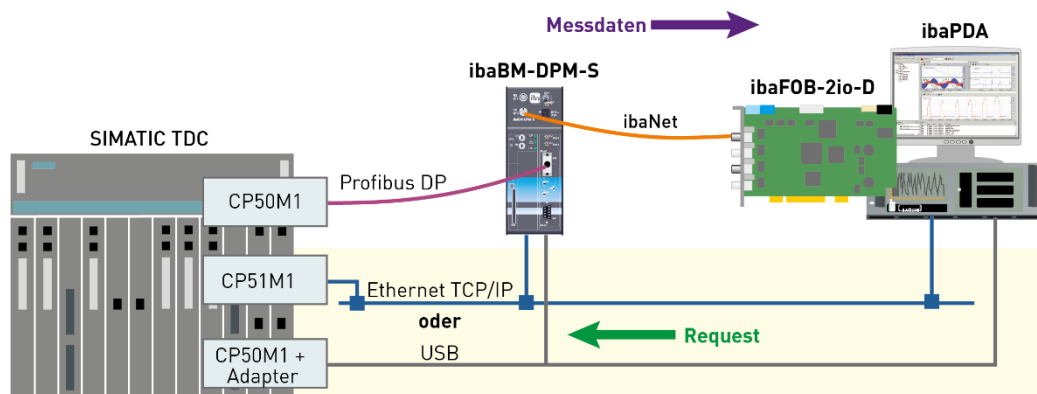 Messdaten
ibaPDA
ibaBM-DPM-S
ibaFOB-2io-D
ibaNet
SIMATIC TDC
Profibus DP
CP50M1
CP51M1
Ethernet TCP/IP
oder
Request
USB
CP50M1 +
Adapter